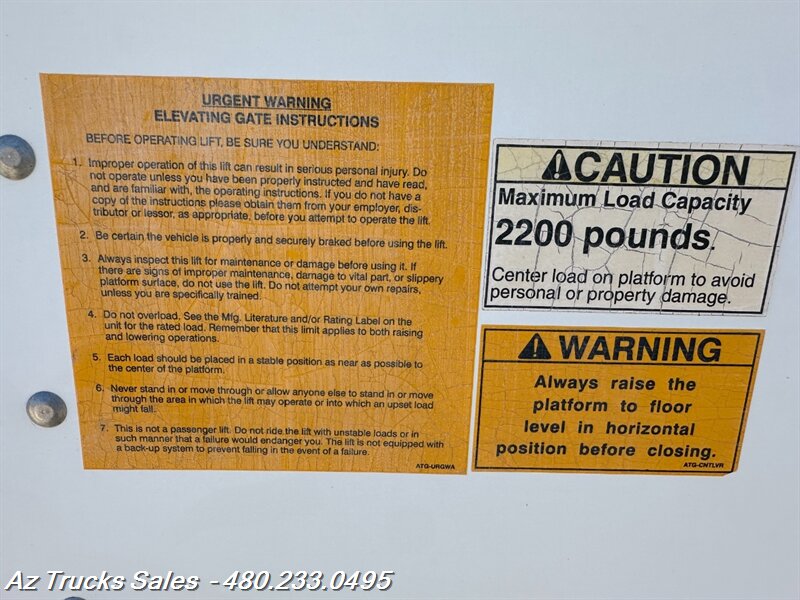 URGENT WARNING
ELEVATING GATE INSTRUCTIONS
BEFORE OPERATING LIFT, BE SURE YOU UNDERSTAND:
1. Improper operation of this lift can result in serious personal injury. Do
not operate unless you have been properly instructed and have read,
and are familiar with, the operating instructions. If you do not have a
copy of the instructions please obtain them from your employer, dis-
tributor or lessor, as appropriate, before you attempt to operate the lift.
2. Be certain the vehicle is properly and securely braked before using the lift.
3. Always inspect this lift for maintenance or damage before using it. If
there are signs of improper maintenance, damage to vital part, or slippery
platform surface, do not use the lift. Do not attempt your own repairs,
unless you are specifically trained.
4. Do not overload. See the Mfg. Literature and/or Rating Label on the
unit for the rated load. Remember that this limit applies to both raising
and lowering operations.
5. Each load should be placed in a stable position as near as possible to
the center of the platform.
6. Never stand in or move through or allow anyone else to stand in or move
through the area in which the lift may operate or into which an upset load
might fall.
7. This is not a passenger lift. Do not ride the lift with unstable loads or in
such manner that a failure would endanger you. The lift is not equipped with
a back-up system to prevent falling in the event of a failure.
ATG-URGWA
CAUTION
Maximum Load Capacity
2200 pounds.
Center load on platform to avoid
personal or property damage.
WARNING
Always raise the
platform to floor
level in horizontal
position before closing.
ATG-CNTLVR
Az Trucks Sales - 480.233.0495